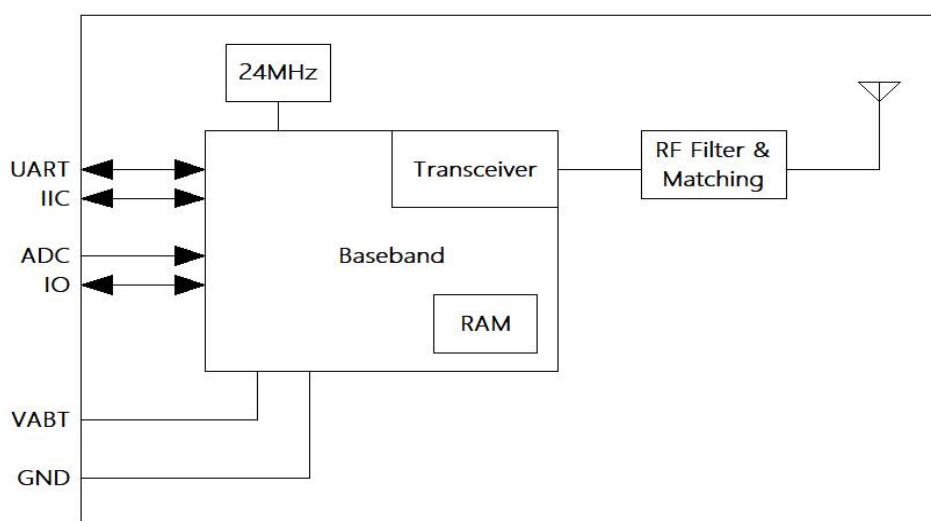 24MHz
UART
IIC
ADC
IO
VABT
GND
Transceiver
Baseband
RAM
RF Filter &
Matching